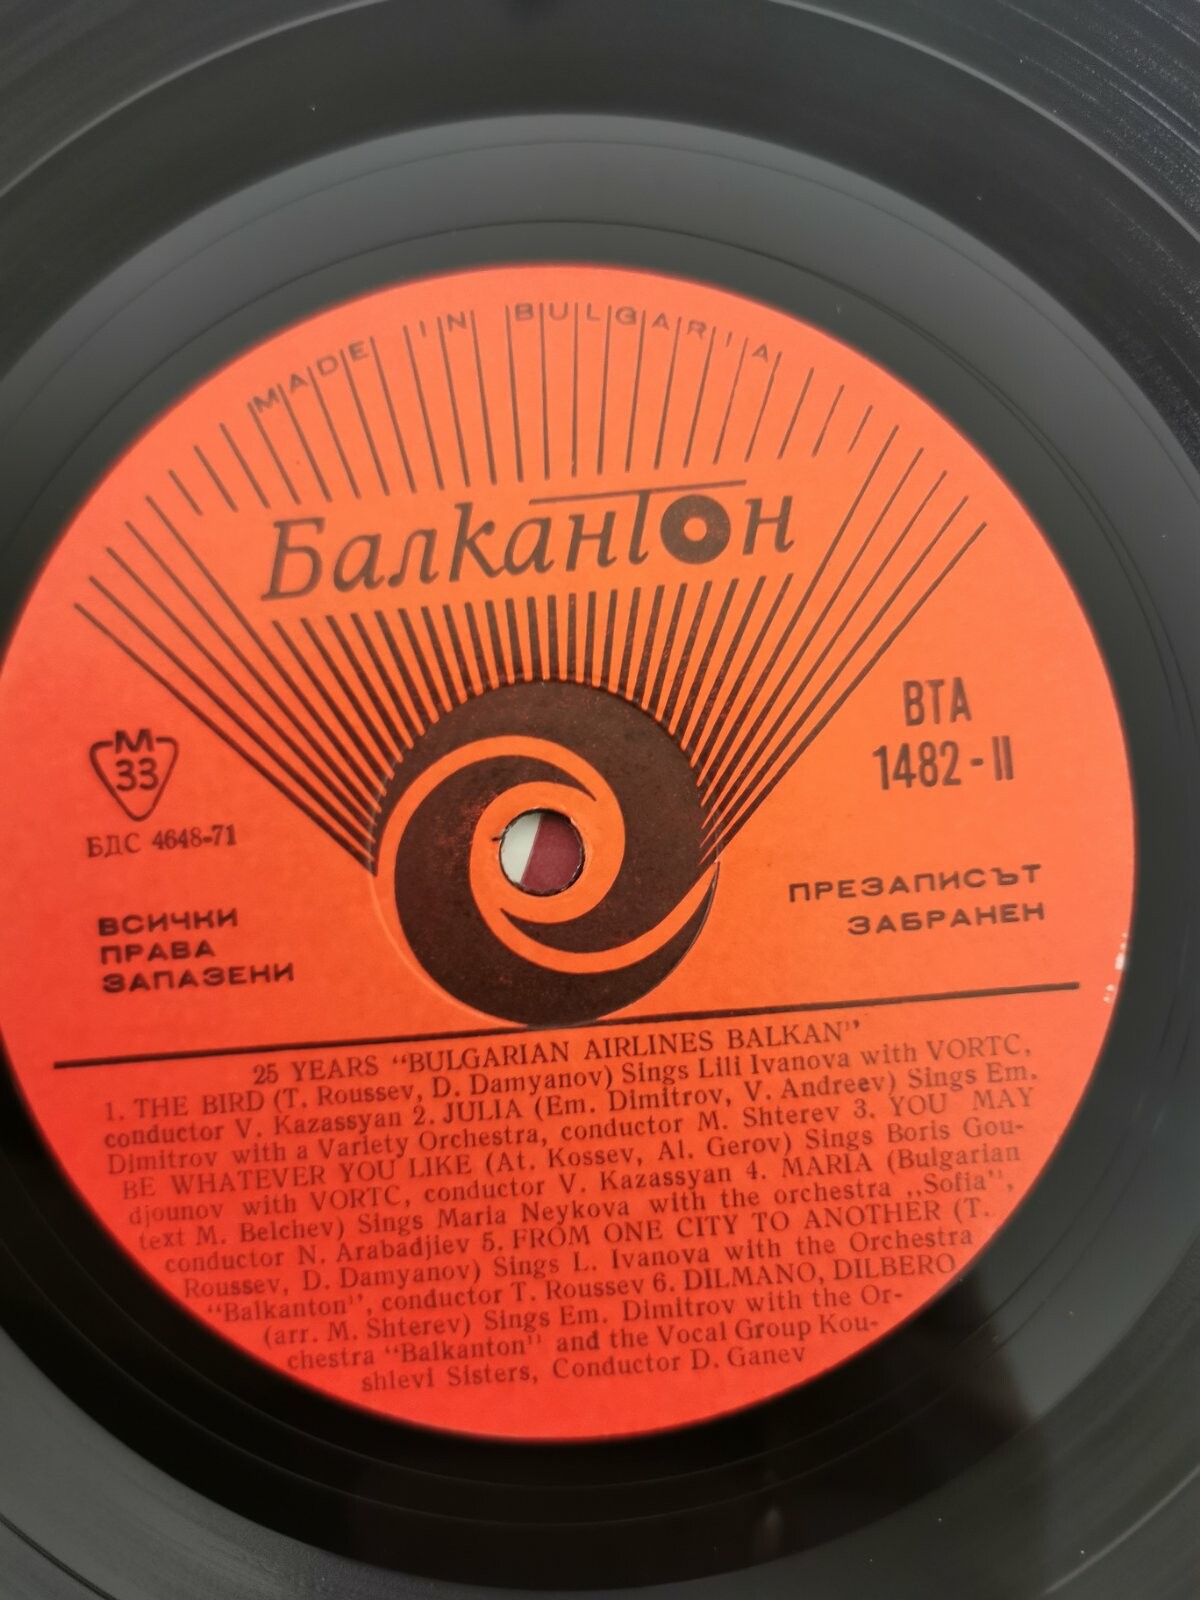 MADE IN BULGARIA
Балкантон
М
33
БДС 4648-71
ВТА
1482-II
ВСИЧКИ
ПРАВА
ЗАПАЗЕНИ
ПРЕЗАПИСЪТ
ЗАБРАНЕН
25 YEARS "BULGARIAN AIRLINES BALKAN"
1. THE BIRD (T. Roussev, D. Damyanov) Sings Lili Ivanova with VORTC,
conductor V. Kazassyan 2. JULIA (Em. Dimitrov, V. Andreev) Sings Em.
Dimitrov with a Variety Orchestra, conductor M. Shterev 3. YOU MAY
BE WHATEVER YOU LIKE (At. Kossev, Al. Gerov) Sings Boris Gou-
djounov with VORTC, conductor V. Kazassyan 4. MARIA (Bulgarian
text M. Belchev) Sings Maria Neykova with the orchestra „Sofia",
conductor N. Arabadjiev 5. FROM ONE CITY TO ANOTHER (T.
Roussev, D. Damyanov) Sings L. Ivanova with the Orchestra
"Balkanton", conductor T. Roussev 6. DILMANO, DILBERO
(arr. M. Shterev) Sings Em. Dimitrov with the Or-
chestra "Balkanton" and the Vocal Group Kou-
shlevi Sisters, Conductor D. Ganev